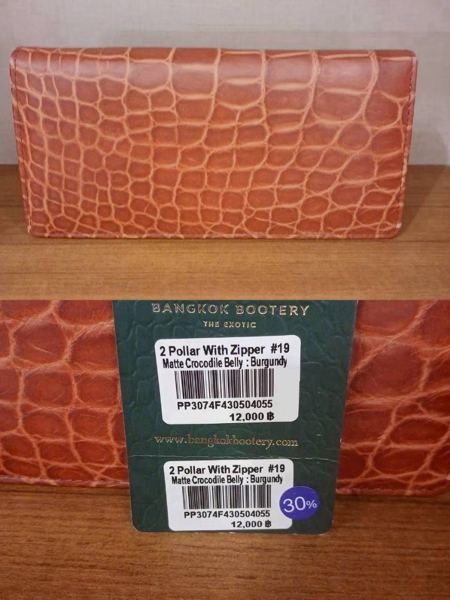 BANGKOK BOOTERY
THE EXOTIC
2 Pollar With Zipper #19
Matte Crocodile Belly : Burgundy
PP3074F430504055
12,000 ฿
www.bangkokbootery.com
2 Pollar With Zipper #19
Matte Crocodile Belly : Burgundy
PP3074F430504055
12,000 ฿
30%